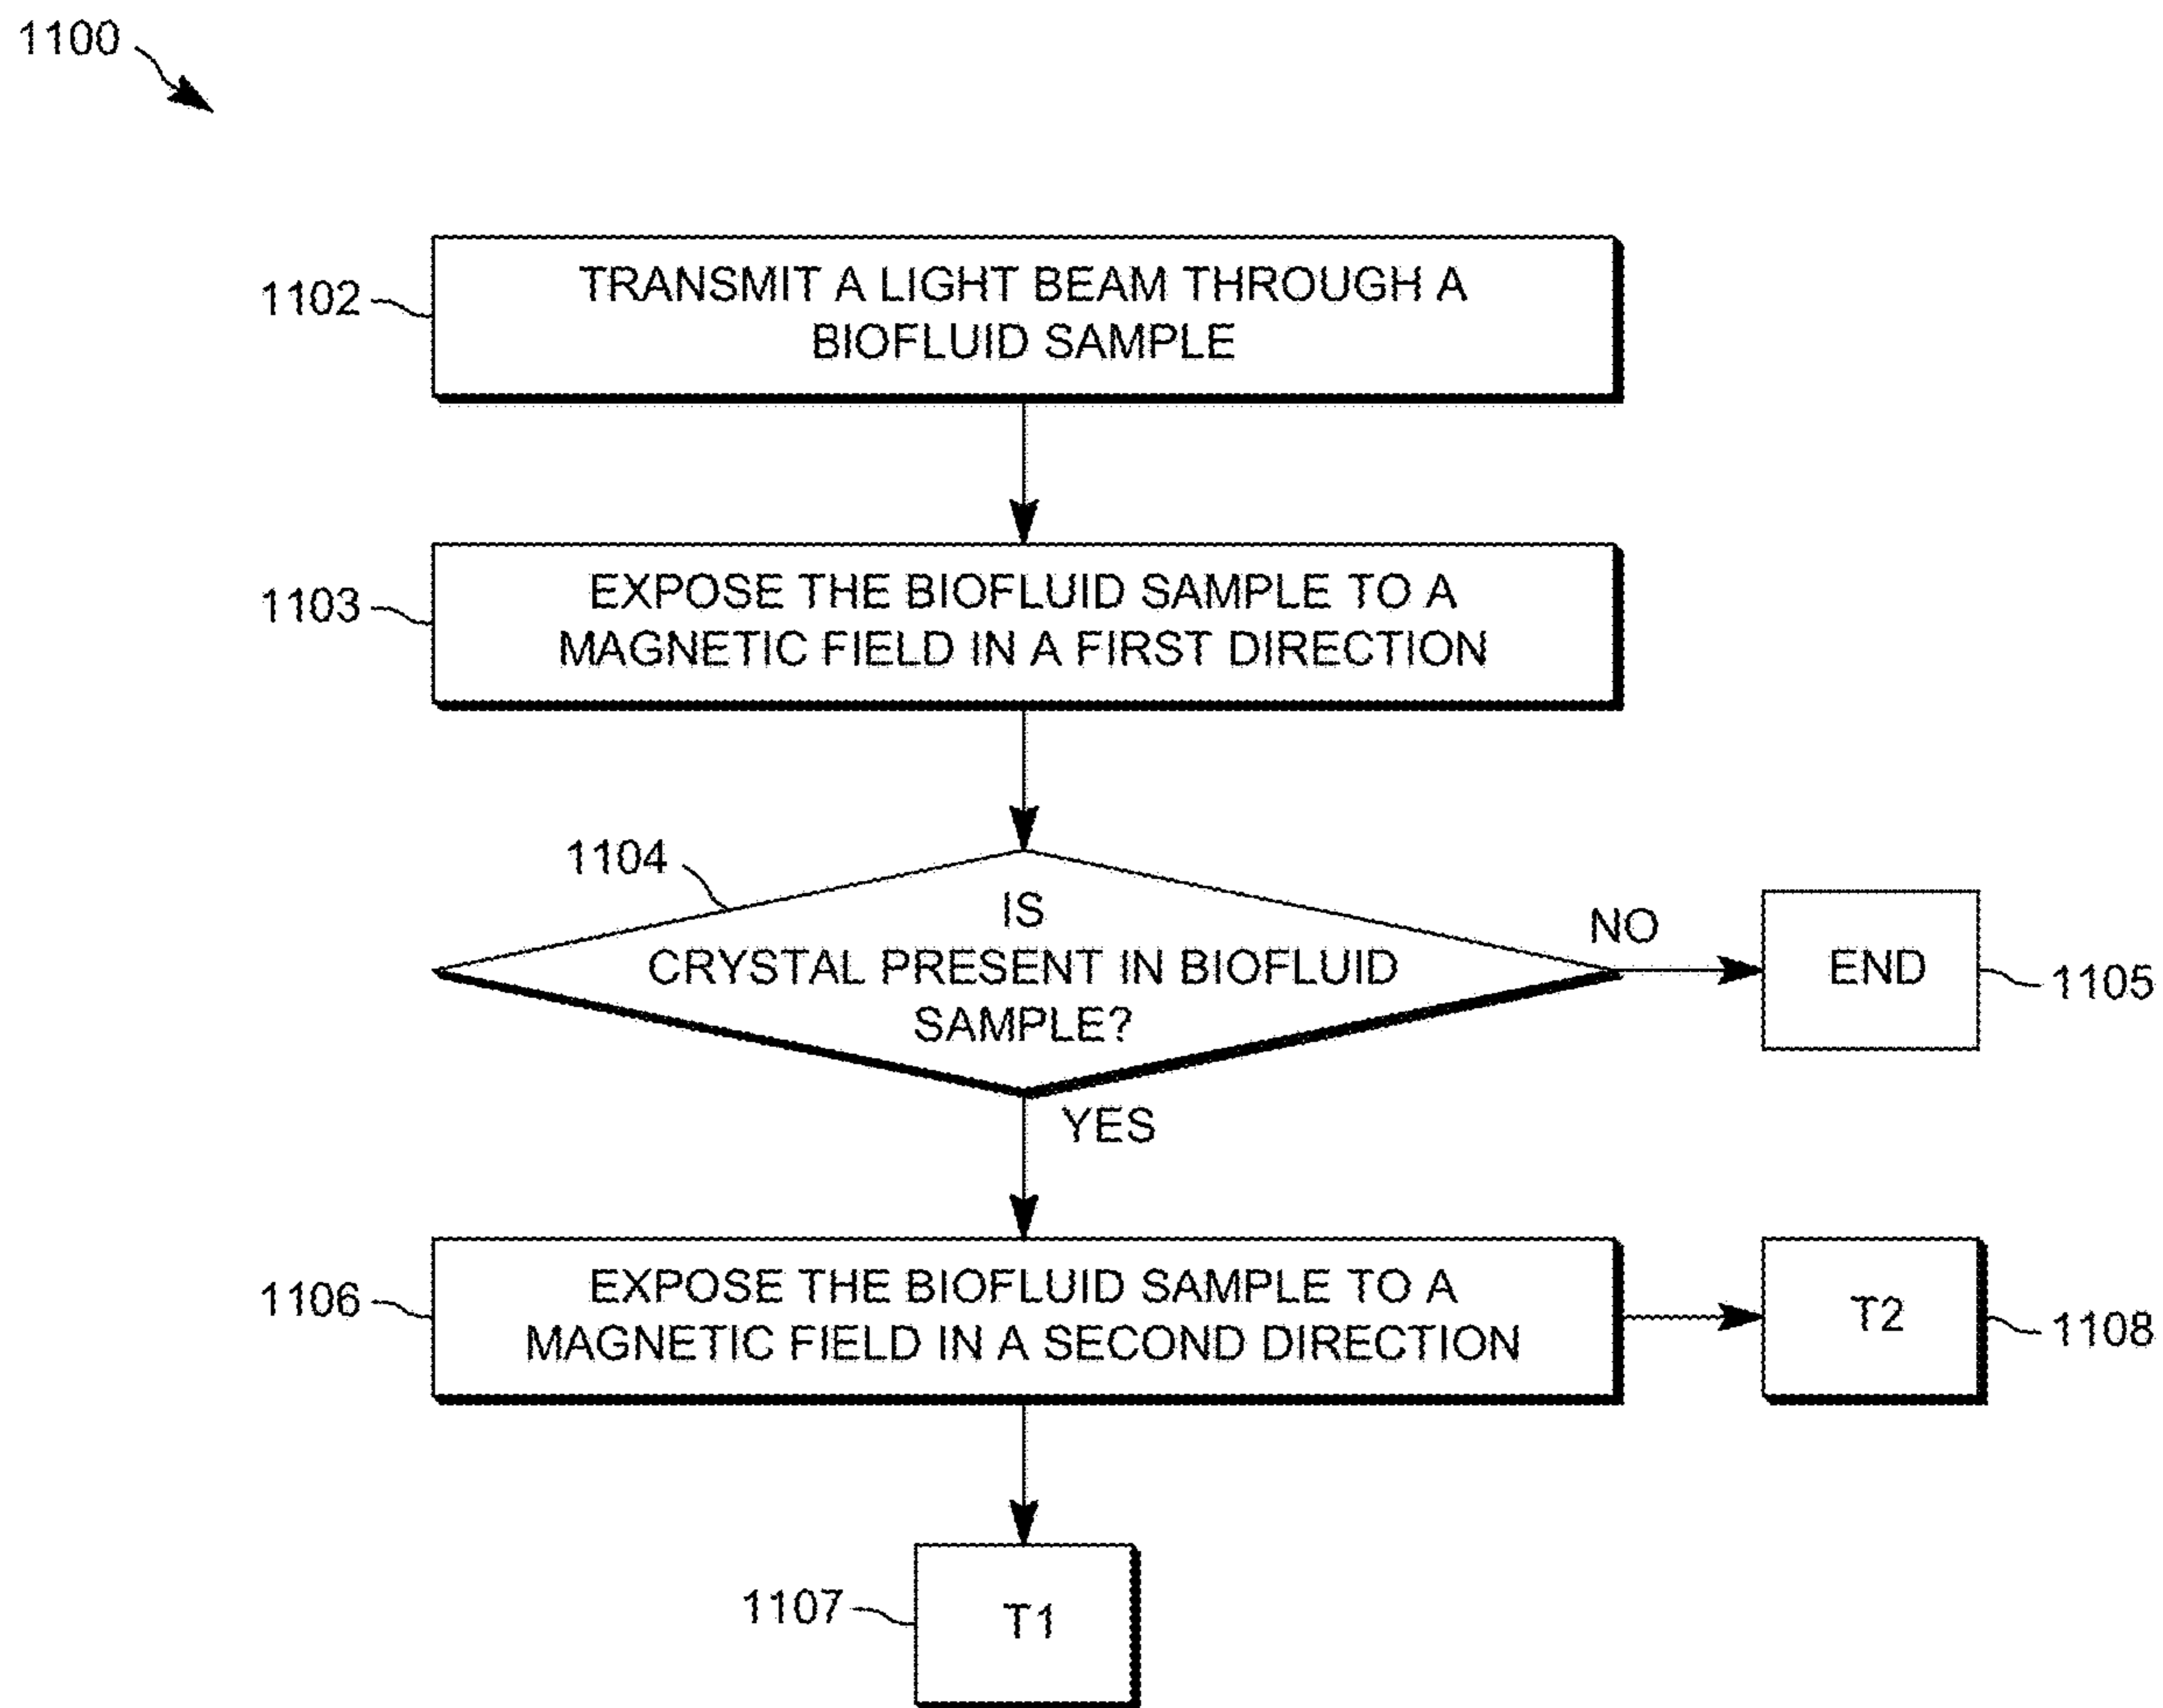 1100
1102
TRANSMIT A LIGHT BEAM THROUGH A
BIOFLUID SAMPLE
1103
EXPOSE THE BIOFLUID SAMPLE TO A
MAGNETIC FIELD IN A FIRST DIRECTION
1104
IS
CRYSTAL PRESENT IN BIOFLUID
SAMPLE?
NO
END
1105
YES
1106
EXPOSE THE BIOFLUID SAMPLE TO A
MAGNETIC FIELD IN A SECOND DIRECTION
T2
1108
1107
T1